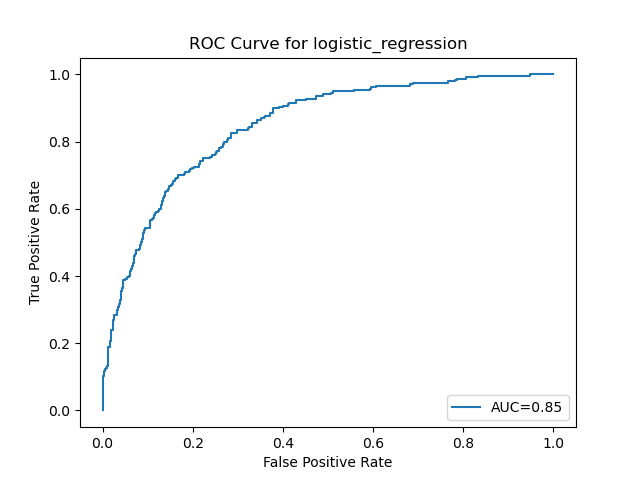 ROC Curve for logistic_regression
True Positive Rate
1.0
0.8
0.6
0.4
0.2
0.0
AUC=0.85
0.0 0.2 0.4 0.6 0.8 1.0
False Positive Rate